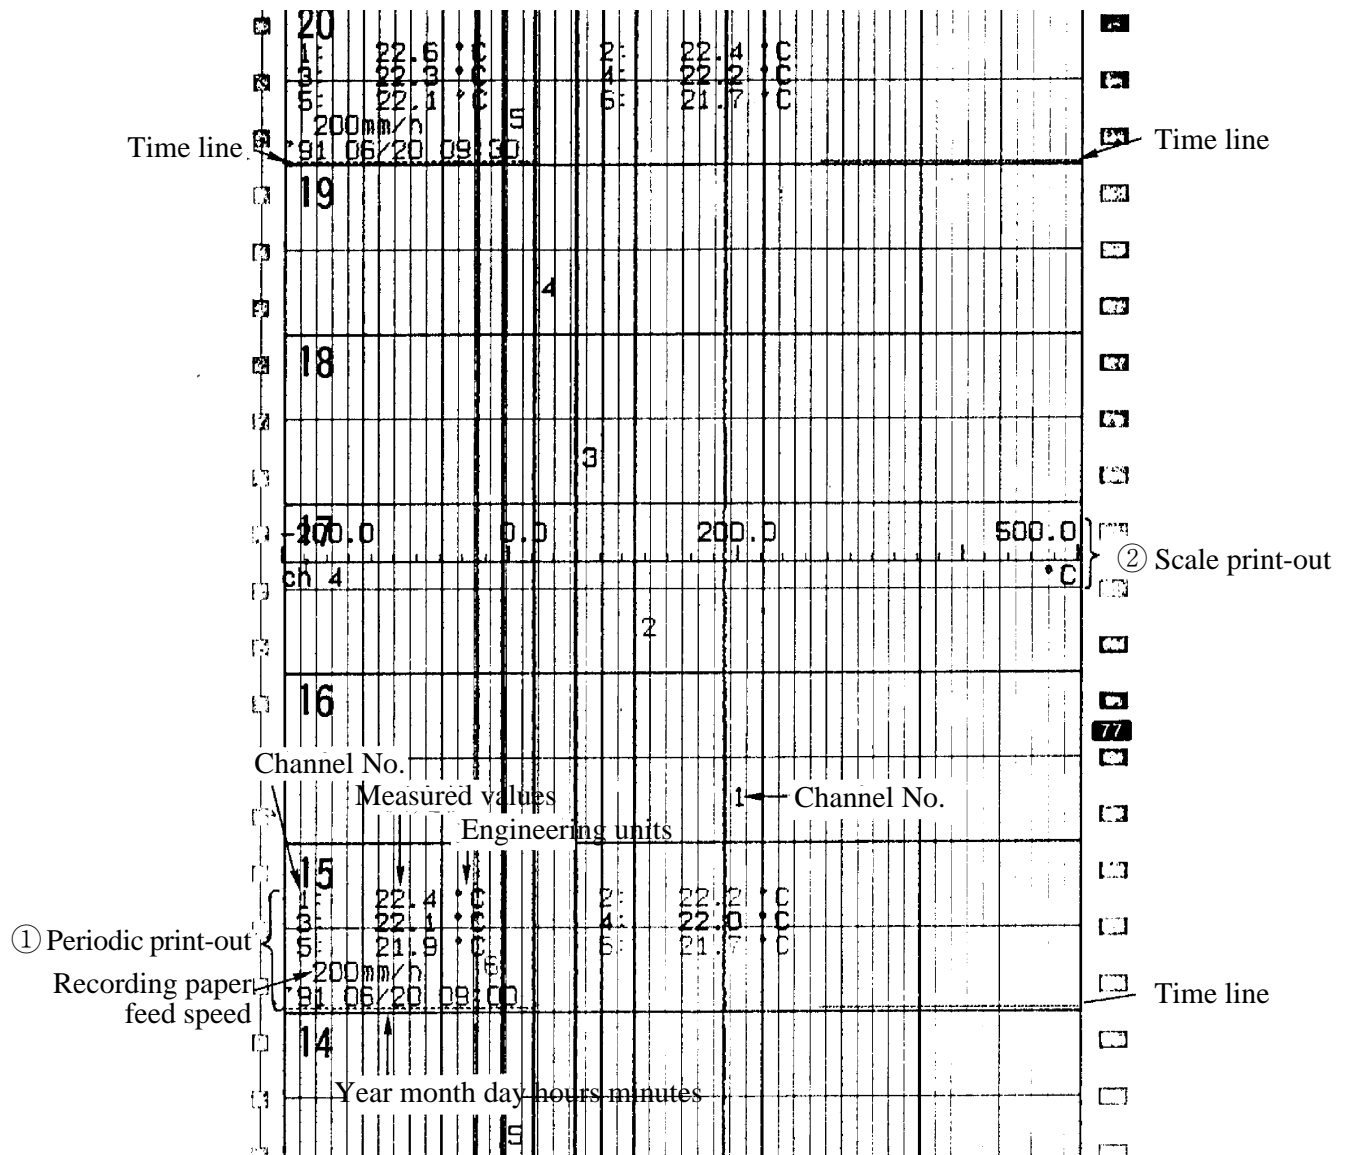 20
1: 22.6 °C 2: 22.4 °C
3: 22.3 °C 4: 22.2 °C
5: 22.1 °C 6: 21.7 °C
200mm/h 5
Time line '91 06/20 09:30 Time line
19
4
18
3
17
-200.0 0.0 200.0 500.0
② Scale print-out
ch 4 °C
2
16
77
Channel No.
Measured values 1 Channel No.
Engineering units
15
1: 22.4 °C 2: 22.2 °C
3: 22.1 °C 4: 22.0 °C
① Periodic print-out 5: 21.9 °C 6: 21.7 °C
200mm/h 6
Recording paper
feed speed '91 06/20 09:00 Time line
14
Year month day hours minutes
5